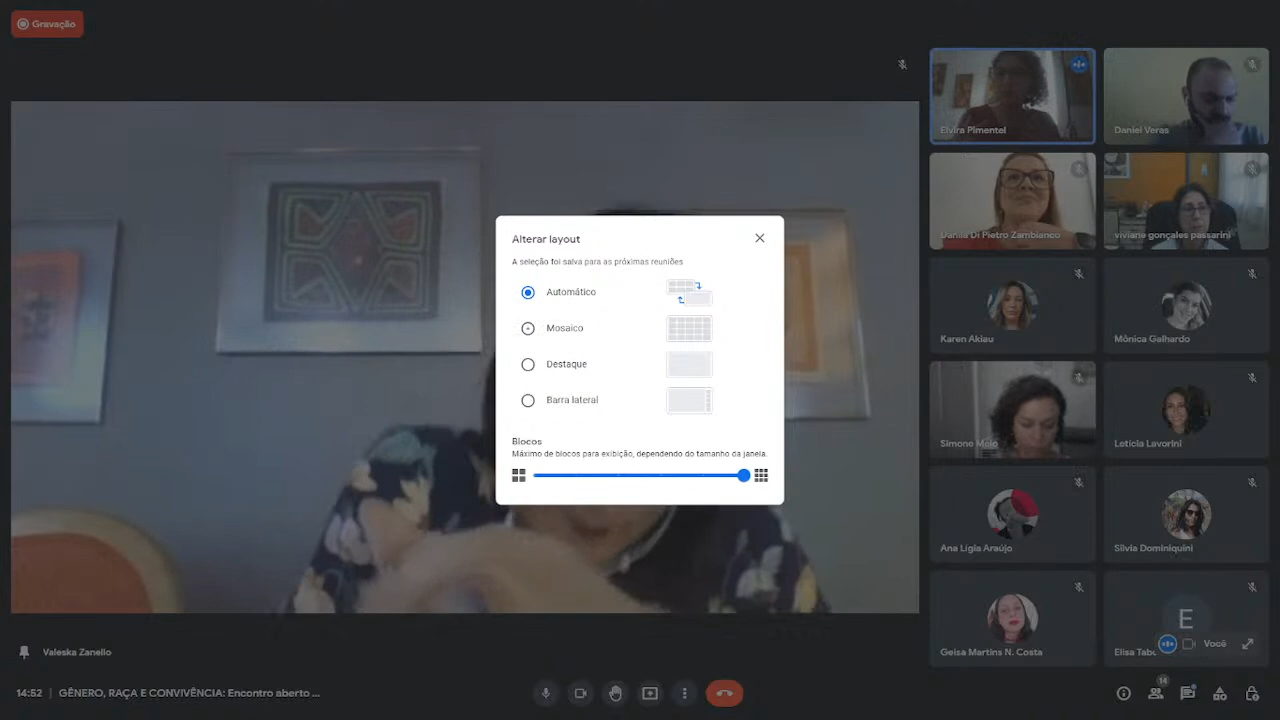 Gravação
Elvira Pimentel
Daniel Veras
Danila Di Pietro Zambianco
viviane gonçales passarini
Alterar layout
A seleção foi salva para as próximas reuniões
Automático
Mosaico
Destaque
Barra lateral
Blocos
Máximo de blocos para exibição, dependendo do tamanho da janela.
Karen Akiau
Mônica Galhardo
Simone Melo
Letícia Lavorini
Ana Lígia Araújo
Silvia Dominiquini
Geisa Martins N. Costa
E
Elisa Tabo
Você
Valeska Zanello
14:52
GÊNERO, RAÇA E CONVIVÊNCIA: Encontro aberto ...
14